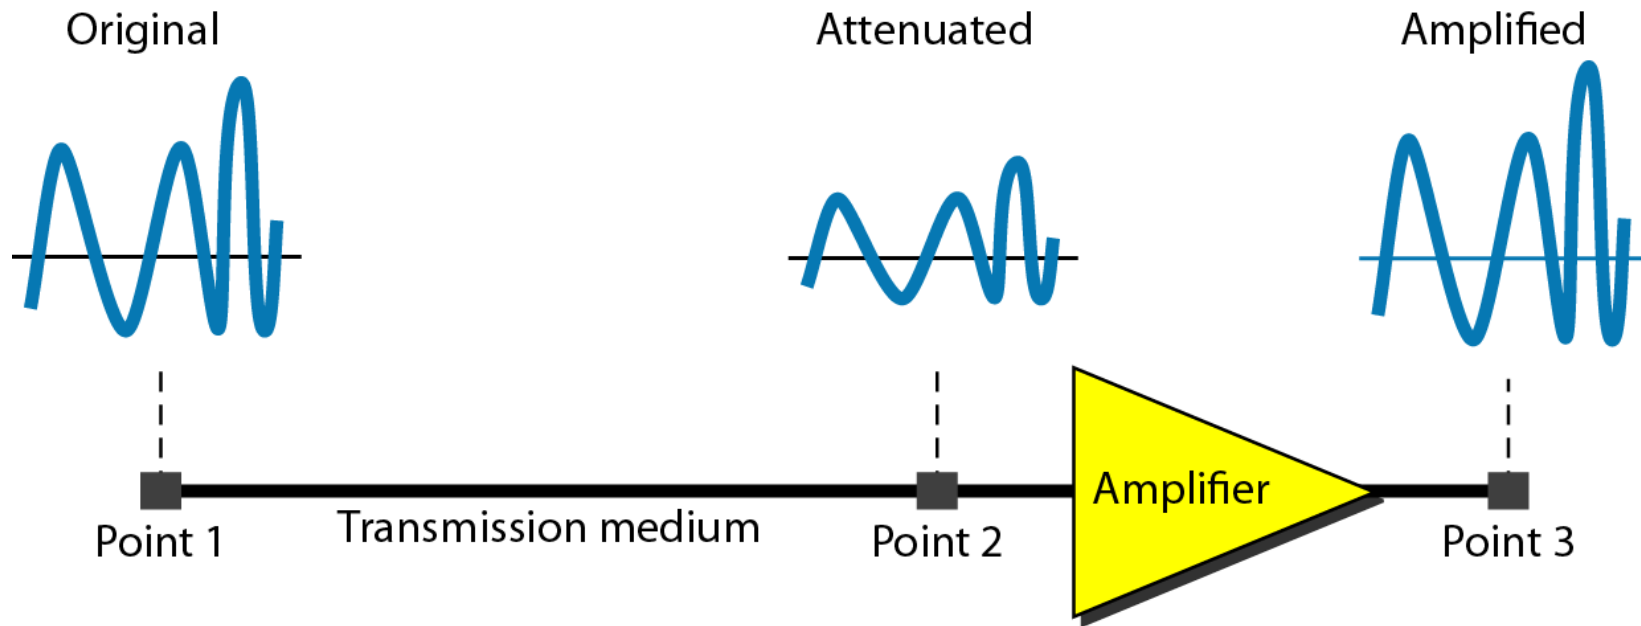 Original
Attenuated
Amplified
Amplifier
Transmission medium
Point 1
Point 2
Point 3